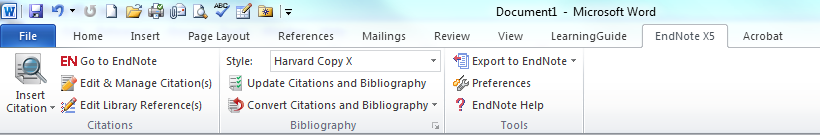 Document1 - Microsoft Word
File Home Insert Page Layout References Mailings Review View LearningGuide EndNote X5 Acrobat
Insert Citation
EN Go to EndNote
Edit & Manage Citation(s)
Edit Library Reference(s)
Citations
Style: Harvard Copy X
Update Citations and Bibliography
Convert Citations and Bibliography
Bibliography
Export to EndNote
Preferences
? EndNote Help
Tools